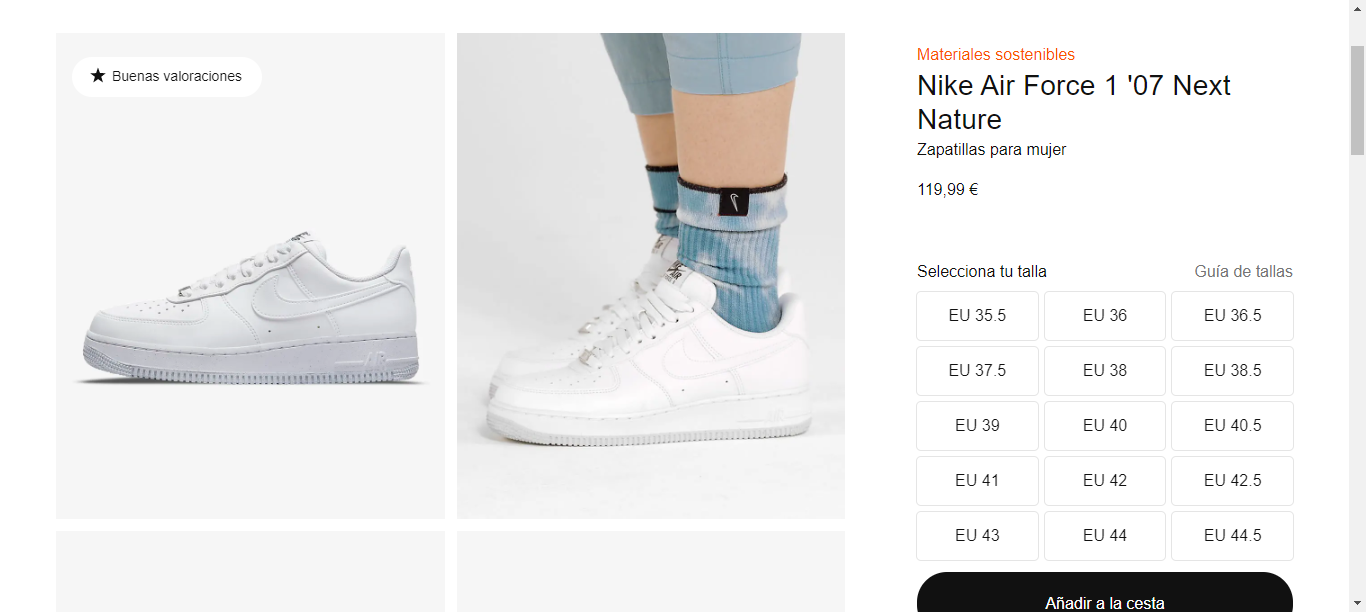 Buenas valoraciones
Materiales sostenibles
Nike Air Force 1 '07 Next
Nature
Zapatillas para mujer
119,99 €
Selecciona tu talla
Guía de tallas
EU 35.5
EU 36
EU 36.5
EU 37.5
EU 38
EU 38.5
EU 39
EU 40
EU 40.5
EU 41
EU 42
EU 42.5
EU 43
EU 44
EU 44.5
Añadir a la cesta